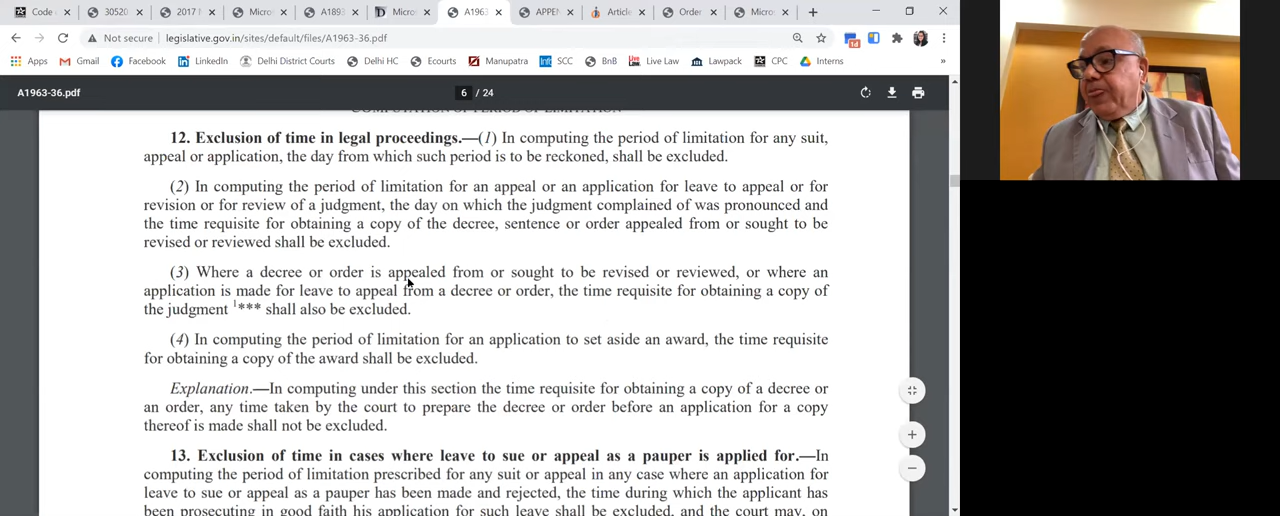 Code
30520
2017
Micros
A1893
Micros
A1963
APPEN
Article
Order
Micros
Not secure | legislative.gov.in/sites/default/files/A1963-36.pdf
Apps Gmail Facebook LinkedIn Delhi District Courts Delhi HC Ecourts Manupatra SCC BnB Live Law Lawpack CPC Interns
A1963-36.pdf 6 / 24
COMPUTATION OF PERIOD OF LIMITATION
12. Exclusion of time in legal proceedings.—(1) In computing the period of limitation for any suit,
appeal or application, the day from which such period is to be reckoned, shall be excluded.
(2) In computing the period of limitation for an appeal or an application for leave to appeal or for
revision or for review of a judgment, the day on which the judgment complained of was pronounced and
the time requisite for obtaining a copy of the decree, sentence or order appealed from or sought to be
revised or reviewed shall be excluded.
(3) Where a decree or order is appealed from or sought to be revised or reviewed, or where an
application is made for leave to appeal from a decree or order, the time requisite for obtaining a copy of
the judgment 1*** shall also be excluded.
(4) In computing the period of limitation for an application to set aside an award, the time requisite
for obtaining a copy of the award shall be excluded.
Explanation.—In computing under this section the time requisite for obtaining a copy of a decree or
an order, any time taken by the court to prepare the decree or order before an application for a copy
thereof is made shall not be excluded.
13. Exclusion of time in cases where leave to sue or appeal as a pauper is applied for.—In
computing the period of limitation prescribed for any suit or appeal in any case where an application for
leave to sue or appeal as a pauper has been made and rejected, the time during which the applicant has
been prosecuting in good faith his application for such leave shall be excluded, and the court may, on